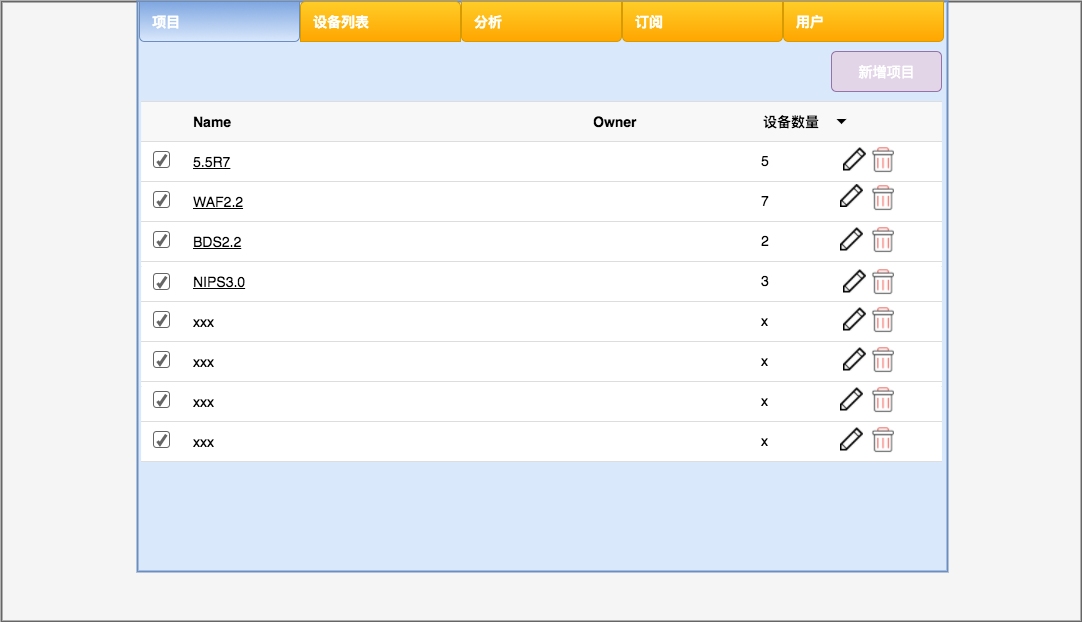 项目 设备列表 分析 订阅 用户
新增项目
Name Owner 设备数量
5.5R7 5
WAF2.2 7
BDS2.2 2
NIPS3.0 3
xxx x
xxx x
xxx x
xxx x